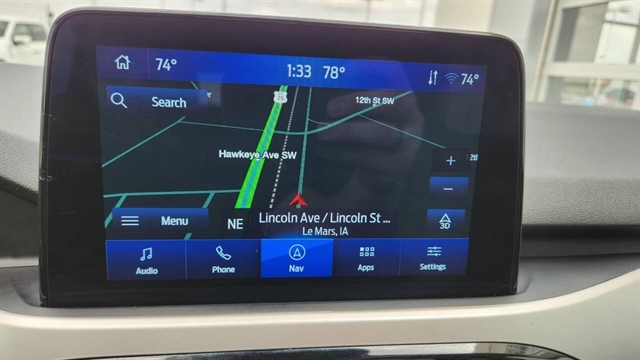 74°
1:33 78°
74°
Search
12th St SW
Hawkeye Ave SW
+
12tl
–
Menu
NE
Lincoln Ave / Lincoln St ...
Le Mars, IA
3D
Audio
Phone
Nav
Apps
Settings